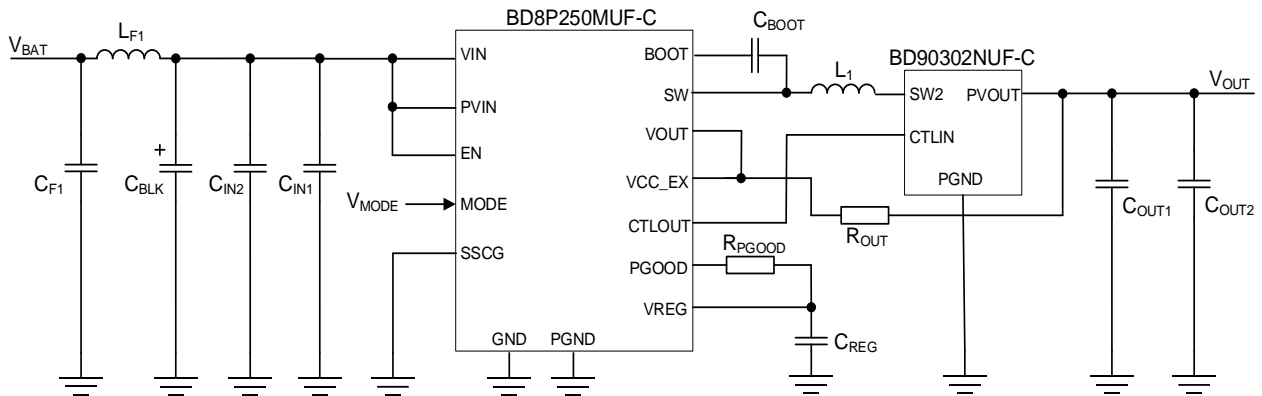 BD8P250MUF-C
CBOOT
BD90302NUF-C
VBAT
LF1
VIN
BOOT
L1
VOUT
SW
SW2
PVOUT
PVIN
CTLIN
VOUT
EN
CF1
+
CBLK
CIN2
CIN1
VCC_EX
PGND
VMODE
MODE
CTLOUT
ROUT
COUT1
COUT2
SSCG
RPGOOD
PGOOD
VREG
GND
PGND
CREG